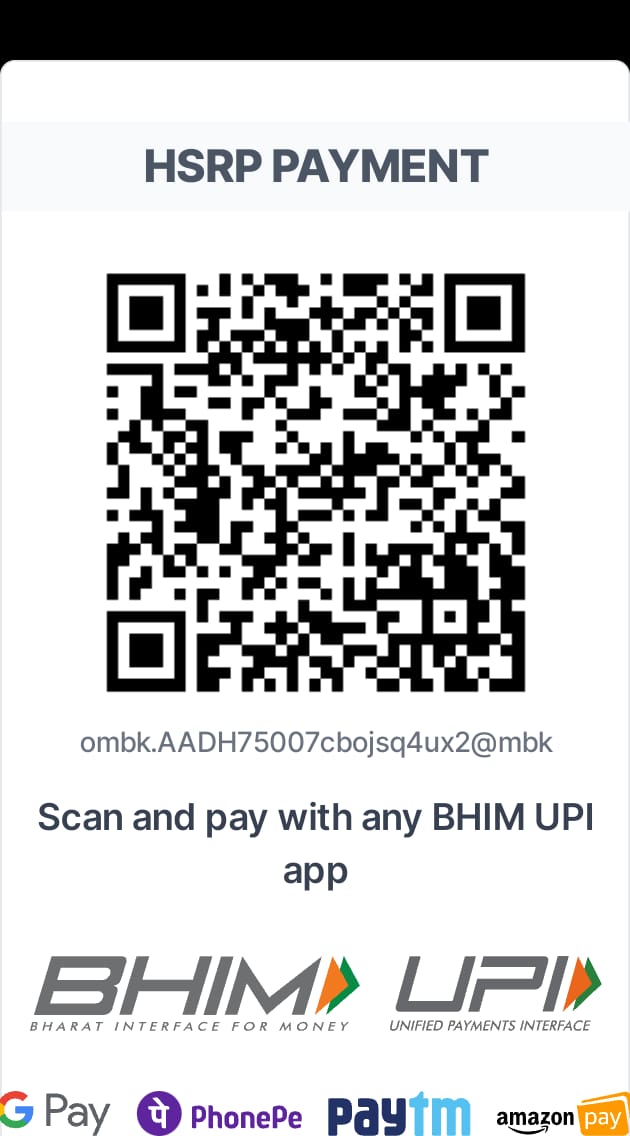 HSRP PAYMENT
ombk.AADH75007cbojsq4ux2@mbk
Scan and pay with any BHIM UPI
app
BHIM UPI
BHARAT INTERFACE FOR MONEY UNIFIED PAYMENTS INTERFACE
G Pay पे PhonePe paytm amazon pay